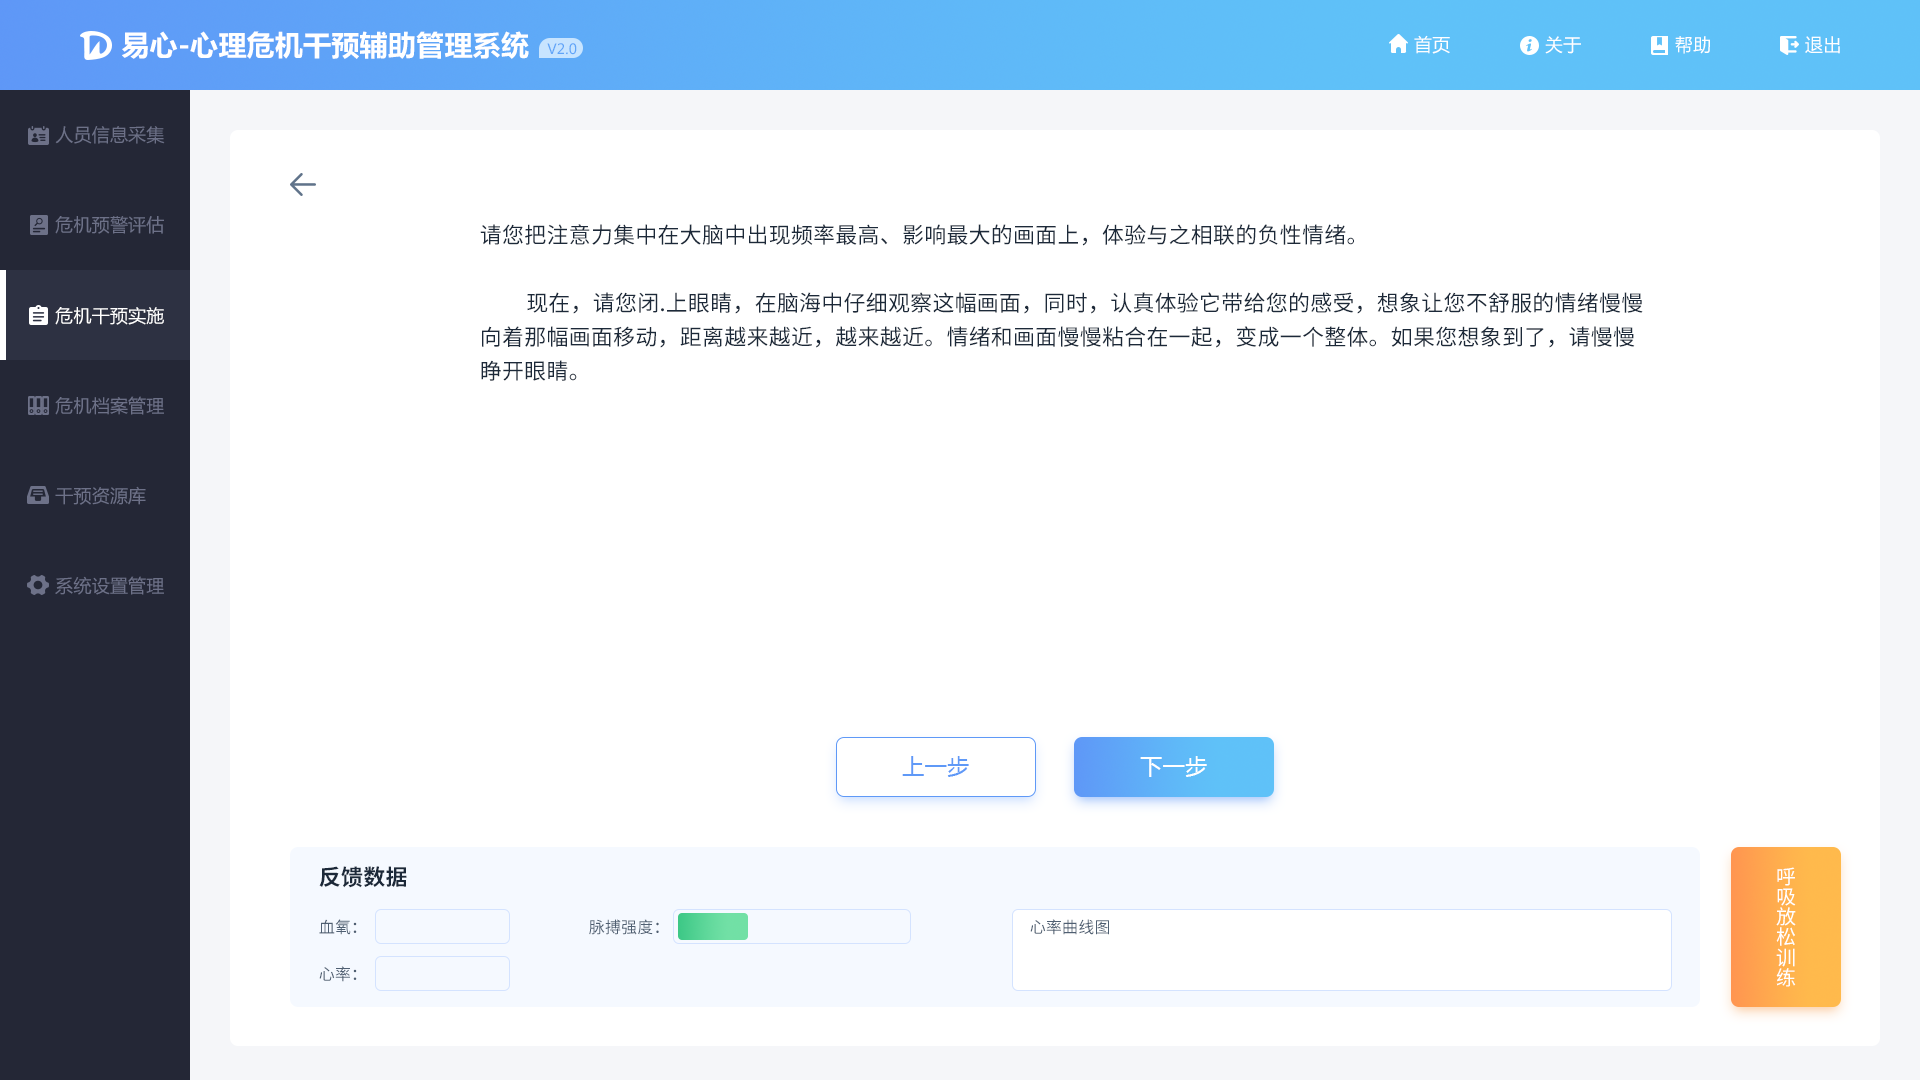 易心-心理危机干预辅助管理系统 V2.0
首页
关于
帮助
退出
人员信息采集
危机预警评估
危机干预实施
危机档案管理
干预资源库
系统设置管理
请您把注意力集中在大脑中出现频率最高、影响最大的画面上，体验与之相联的负性情绪。
现在，请您闭.上眼睛，在脑海中仔细观察这幅画面，同时，认真体验它带给您的感受，想象让您不舒服的情绪慢慢
向着那幅画面移动，距离越来越近，越来越近。情绪和画面慢慢粘合在一起，变成一个整体。如果您想象到了，请慢慢
睁开眼睛。
上一步
下一步
反馈数据
血氧：
脉搏强度：
心率：
心率曲线图
呼吸放松训练